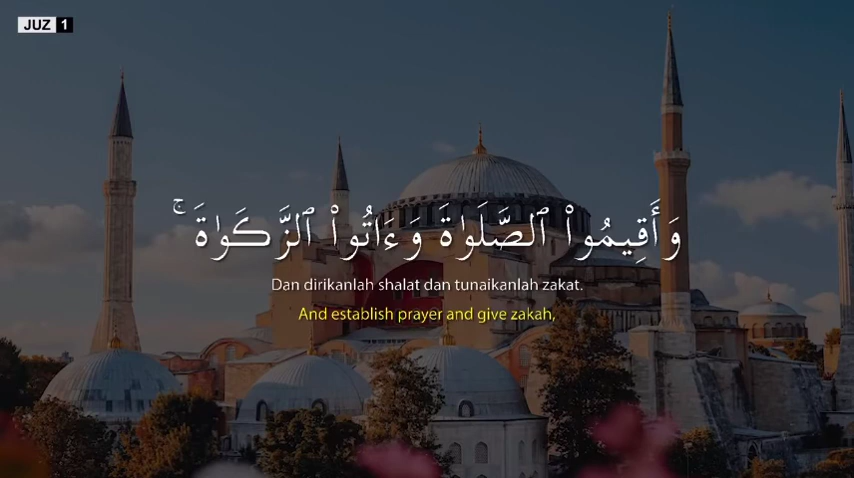 JUZ 1
وَأَقِيمُوا۟ ٱلصَّلَوٰةَ وَءَاتُوا۟ ٱلزَّكَوٰةَ ۚ
Dan dirikanlah shalat dan tunaikanlah zakat.
And establish prayer and give zakah,